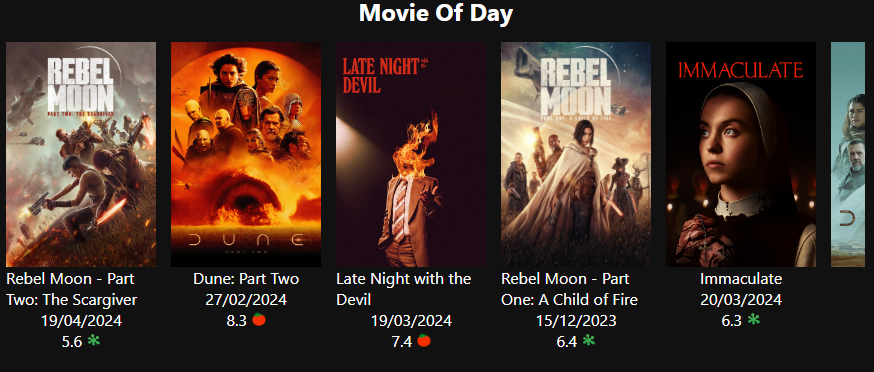 Movie Of Day
REBEL
MOON
PART TWO: THE SCARGIVER
DUNE
PART TWO
LATE NIGHT with the
DEVIL
REBEL
MOON
PART ONE: A CHILD OF FIRE
IMMACULATE
Rebel Moon - Part
Two: The Scargiver
19/04/2024
5.6
Dune: Part Two
27/02/2024
8.3
Late Night with the
Devil
19/03/2024
7.4
Rebel Moon - Part
One: A Child of Fire
15/12/2023
6.4
Immaculate
20/03/2024
6.3